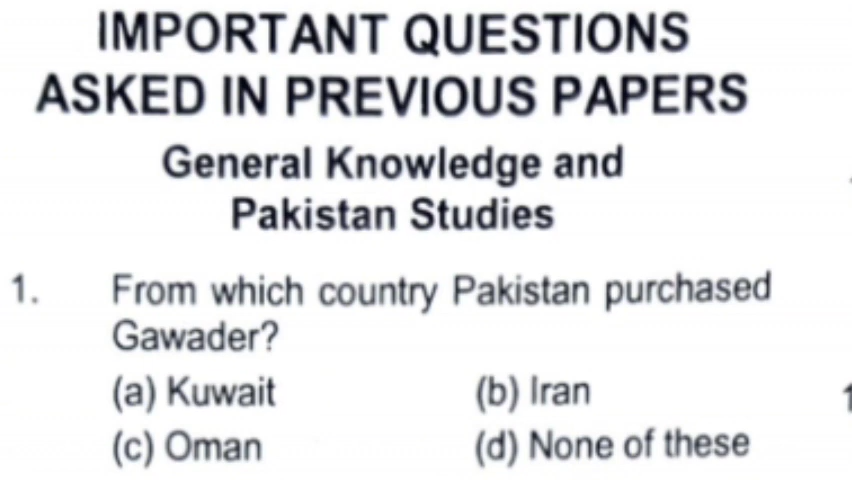 IMPORTANT QUESTIONS
ASKED IN PREVIOUS PAPERS
General Knowledge and
Pakistan Studies
1. From which country Pakistan purchased
Gawader?
(a) Kuwait (b) Iran
(c) Oman (d) None of these